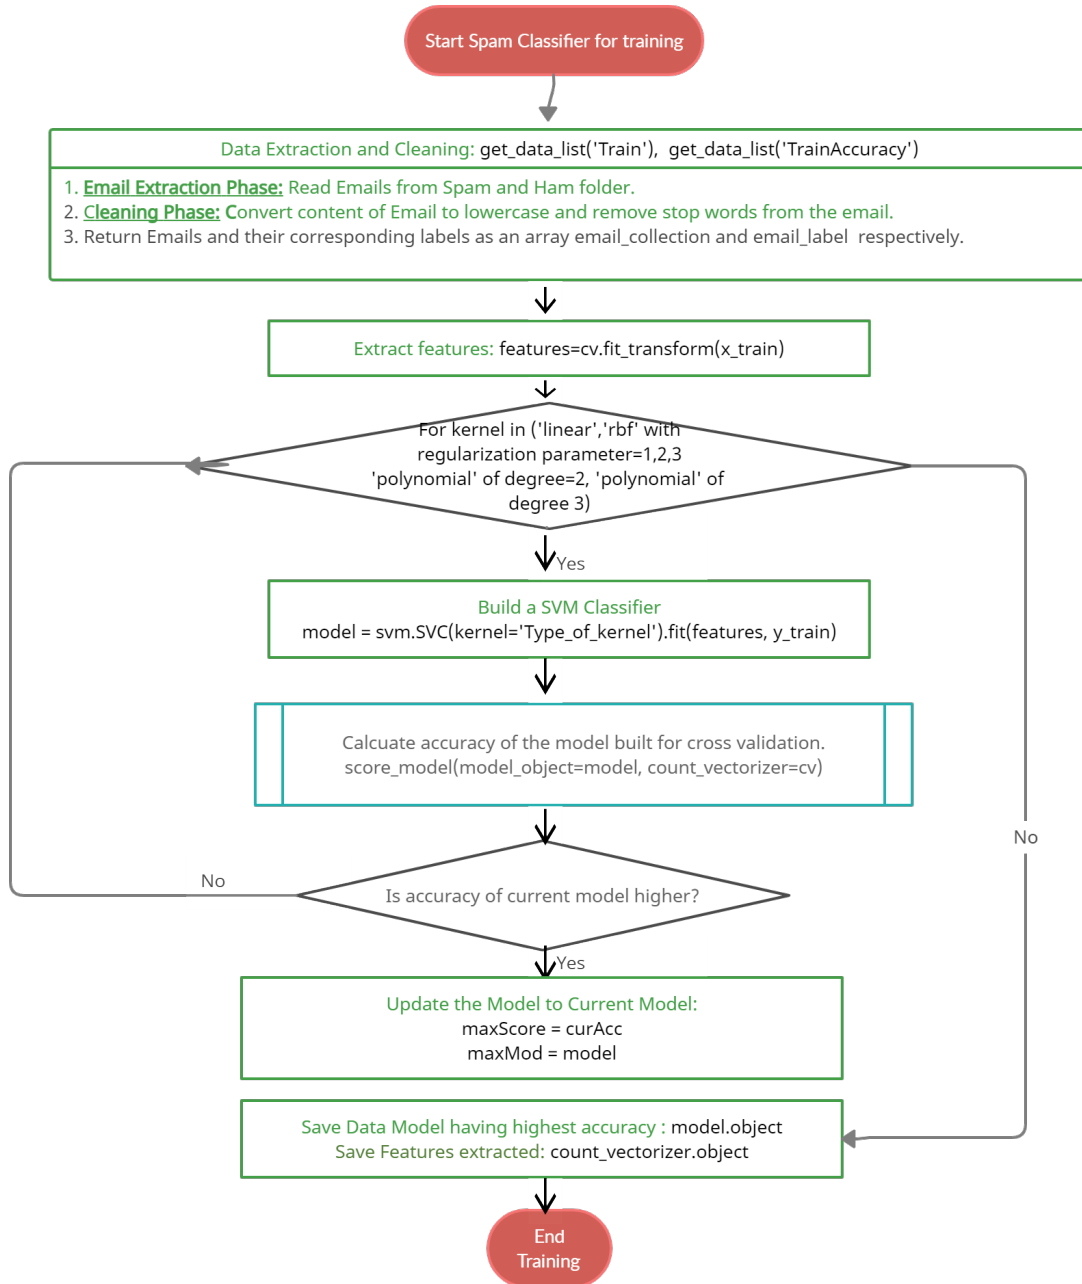 Start Spam Classifier for training
Data Extraction and Cleaning: get_data_list('Train'), get_data_list('TrainAccuracy')
1. Email Extraction Phase: Read Emails from Spam and Ham folder.
2. Cleaning Phase: Convert content of Email to lowercase and remove stop words from the email.
3. Return Emails and their corresponding labels as an array email_collection and email_label respectively.
Extract features: features=cv.fit_transform(x_train)
For kernel in ('linear','rbf' with
regularization parameter=1,2,3
'polynomial' of degree=2, 'polynomial' of
degree 3)
Yes
Build a SVM Classifier
model = svm.SVC(kernel='Type_of_kernel').fit(features, y_train)
Calcuate accuracy of the model built for cross validation.
score_model(model_object=model, count_vectorizer=cv)
No
No
Is accuracy of current model higher?
Yes
Update the Model to Current Model:
maxScore = curAcc
maxMod = model
Save Data Model having highest accuracy : model.object
Save Features extracted: count_vectorizer.object
End
Training